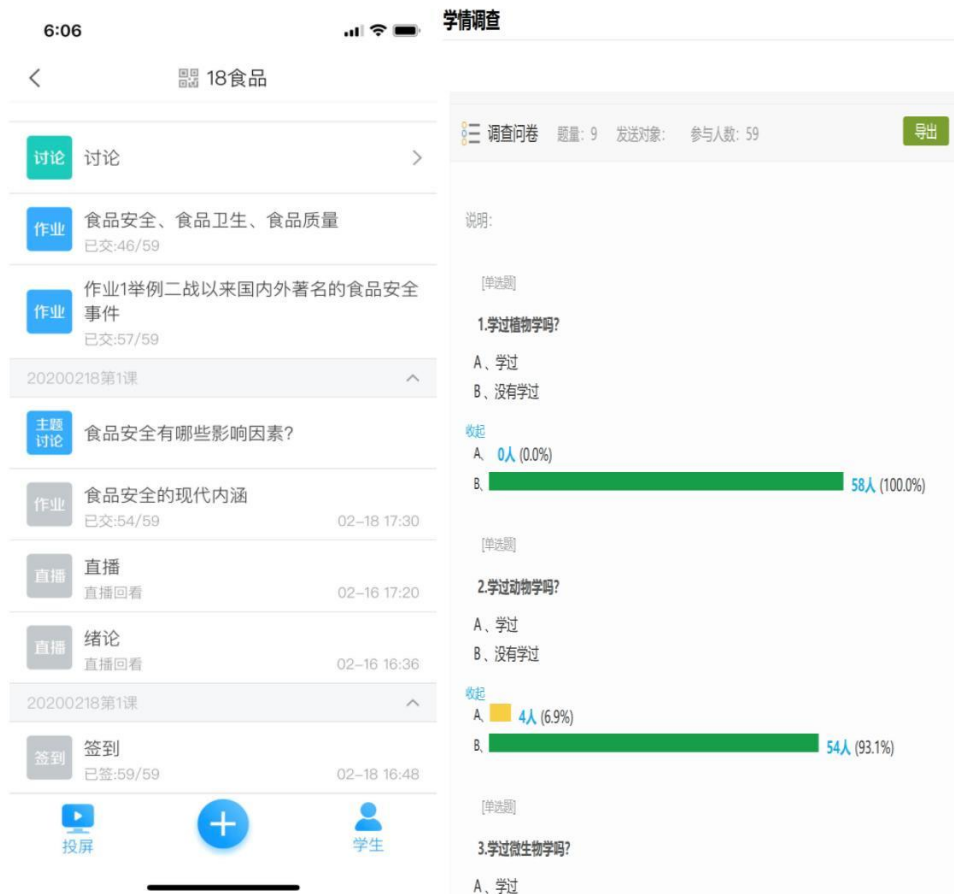 6:06
18食品
讨论
讨论
作业
食品安全、食品卫生、食品质量
已交:46/59
作业
作业1举例二战以来国内外著名的食品安全
事件
已交:57/59
20200218第1课
主题
讨论
食品安全有哪些影响因素?
作业
食品安全的现代内涵
已交:54/59
02-18 17:30
直播
直播
直播回看
02-16 17:20
直播
绪论
直播回看
02-16 16:36
20200218第1课
签到
签到
已签:59/59
02-18 16:48
投屏
学生
学情调查
调查问卷 题量: 9 发送对象: 参与人数: 59
导出
说明:
[单选题]
1.学过植物学吗?
A、学过
B、没有学过
收起
A、 0人 (0.0%)
B、 58人 (100.0%)
[单选题]
2.学过动物学吗?
A、学过
B、没有学过
收起
A、 4人 (6.9%)
B、 54人 (93.1%)
[单选题]
3.学过微生物学吗?
A、学过